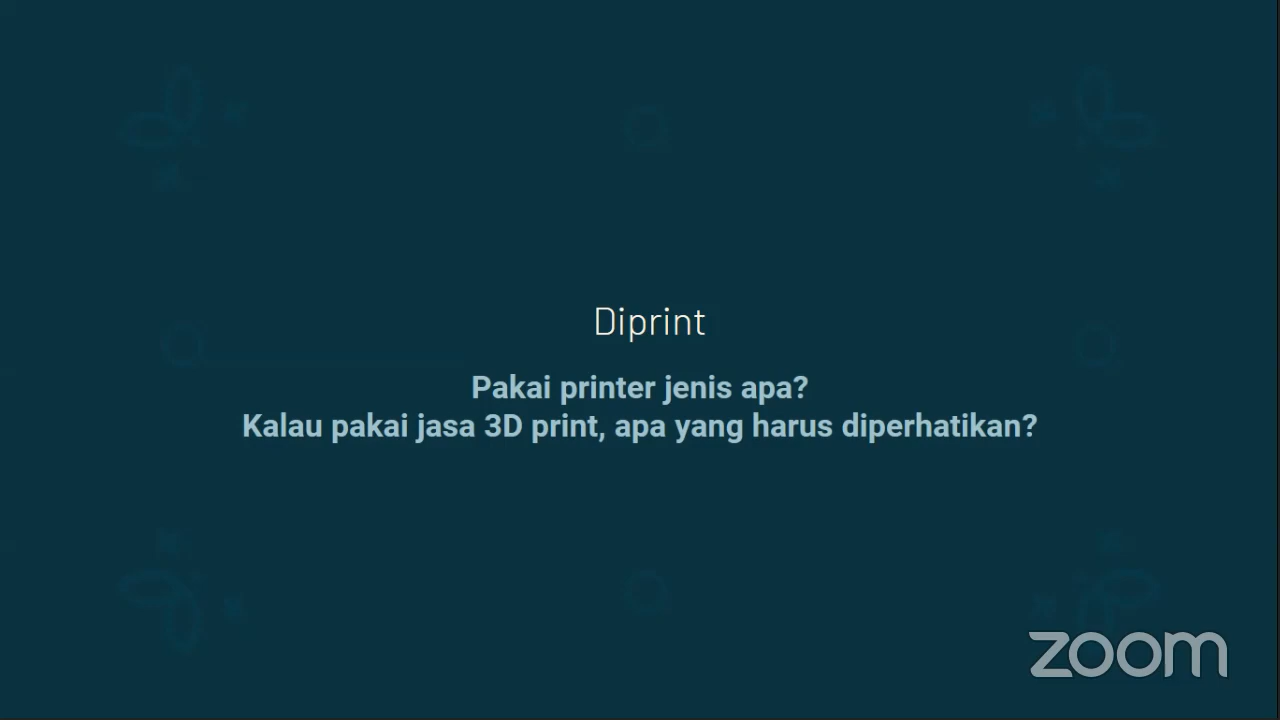 Diprint
Pakai printer jenis apa?
Kalau pakai jasa 3D print, apa yang harus diperhatikan?
zoom